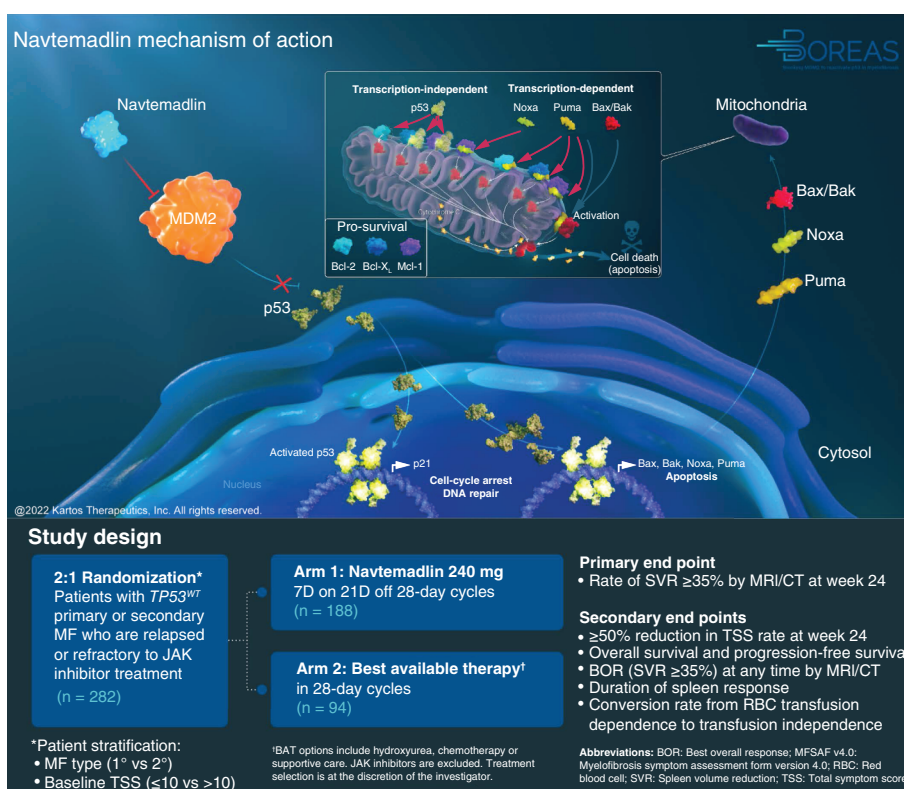 Navtemadlin mechanism of action
BOREAS
Navtemadlin
MDM2
p53
Transcription-independent
Transcription-dependent
p53
Noxa
Puma
Bax/Bak
Cytochrome C
Activation
Pro-survival
Bcl-2
Bcl-XL
Mcl-1
Cell death
(apoptosis)
Mitochondria
Bax/Bak
Noxa
Puma
Cytosol
Activated p53
p21
Cell-cycle arrest
DNA repair
Bax, Bak, Noxa, Puma
Apoptosis
Nucleus
@2022 Kartos Therapeutics, Inc. All rights reserved.
Study design
2:1 Randomization*
Patients with TP53WT
primary or secondary
MF who are relapsed
or refractory to JAK
inhibitor treatment
(n = 282)
*Patient stratification:
• MF type (1° vs 2°)
• Baseline TSS (≤10 vs >10)
Arm 1: Navtemadlin 240 mg
7D on 21D off 28-day cycles
(n = 188)
Arm 2: Best available therapy†
in 28-day cycles
(n = 94)
†BAT options include hydroxyurea, chemotherapy or
supportive care. JAK inhibitors are excluded. Treatment
selection is at the discretion of the investigator.
Primary end point
• Rate of SVR ≥35% by MRI/CT at week 24
Secondary end points
• ≥50% reduction in TSS rate at week 24
• Overall survival and progression-free surviva
• BOR (SVR ≥35%) at any time by MRI/CT
• Duration of spleen response
• Conversion rate from RBC transfusion
dependence to transfusion independence
Abbreviations: BOR: Best overall response; MFSAF v4.0:
Myelofibrosis symptom assessment form version 4.0; RBC: Red
blood cell; SVR: Spleen volume reduction; TSS: Total symptom score